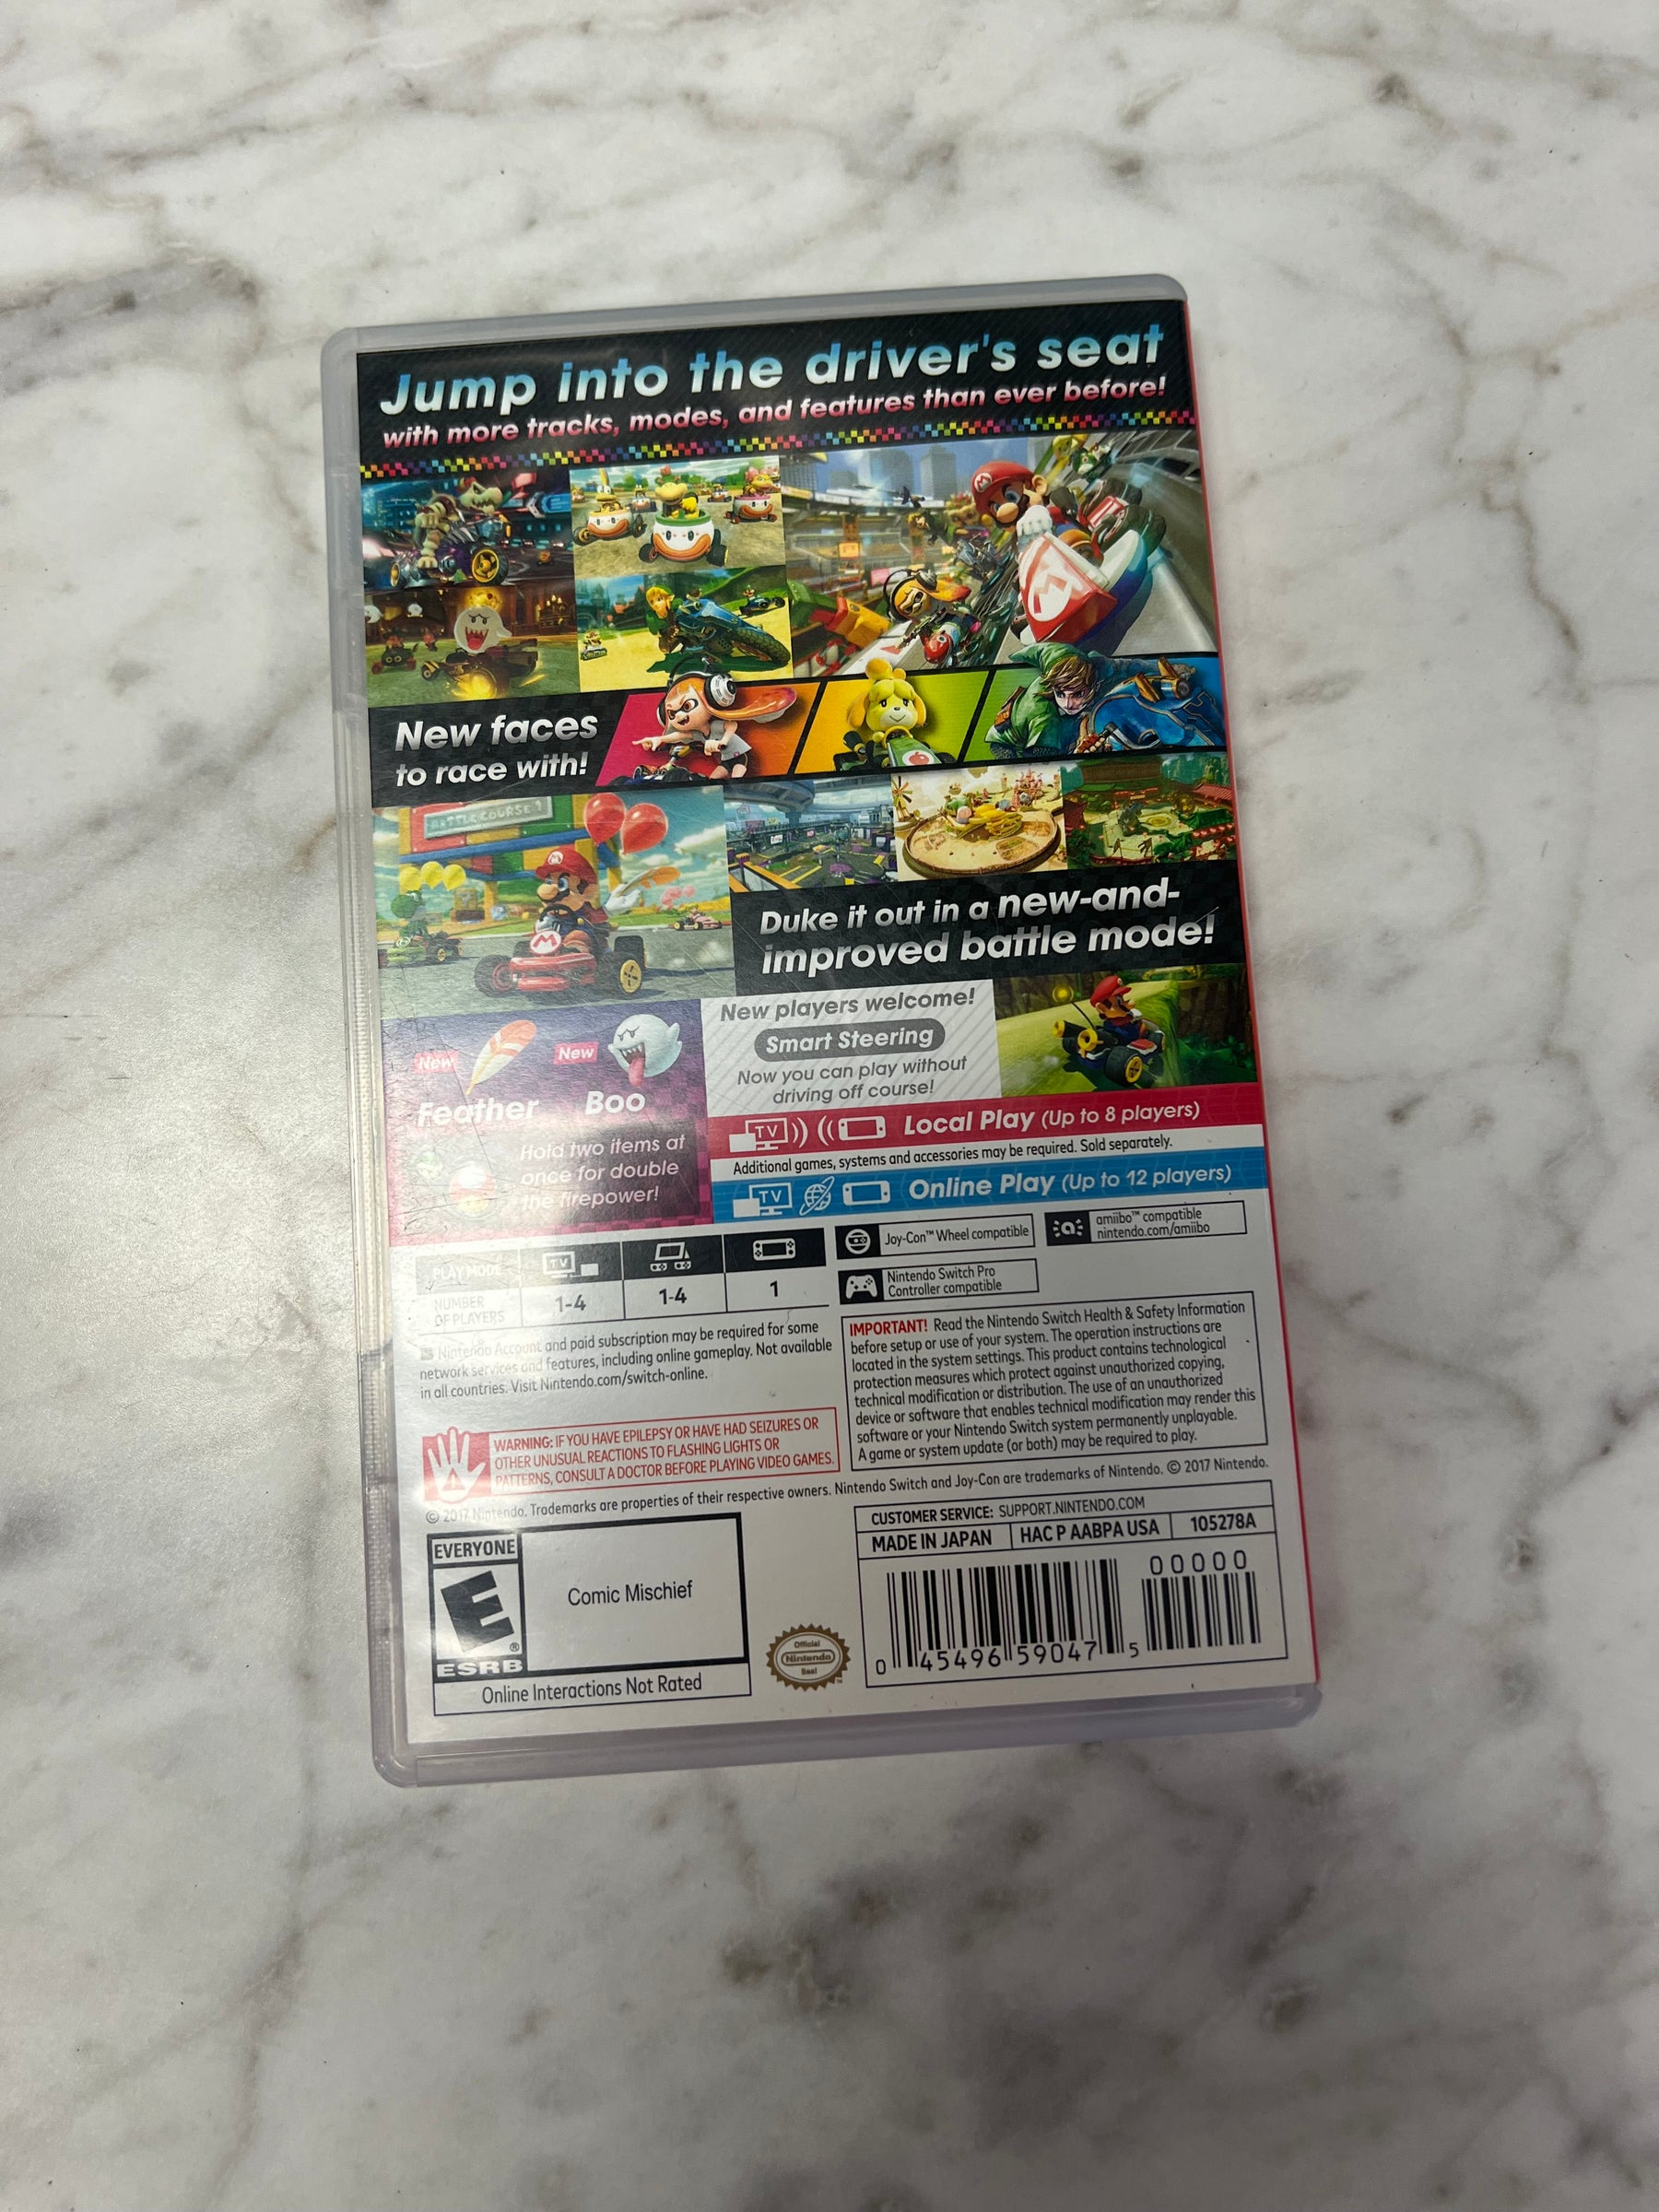 Jump into the driver's seat
with more tracks, modes, and features than ever before!
New faces
to race with!
BATTLE COURSE 1
Duke it out in a new-and-
improved battle mode!
New
Feather
New
Boo
Hold two items at
once for double
the firepower!
New players welcome!
Smart Steering
Now you can play without
driving off course!
TV Local Play (Up to 8 players)
Additional games, systems and accessories may be required. Sold separately.
TV Online Play (Up to 12 players)
PLAY MODE TV
NUMBER
OF PLAYERS 1-4 1-4 1
Joy-Con™ Wheel compatible
amiibo™ compatible
nintendo.com/amiibo
Nintendo Switch Pro
Controller compatible
Nintendo Account and paid subscription may be required for some
network services and features, including online gameplay. Not available
in all countries. Visit Nintendo.com/switch-online.
IMPORTANT! Read the Nintendo Switch Health & Safety Information
before setup or use of your system. The operation instructions are
located in the system settings. This product contains technological
protection measures which protect against unauthorized copying,
technical modification or distribution. The use of an unauthorized
device or software that enables technical modification may render this
software or your Nintendo Switch system permanently unplayable.
A game or system update (or both) may be required to play.
WARNING: IF YOU HAVE EPILEPSY OR HAVE HAD SEIZURES OR
OTHER UNUSUAL REACTIONS TO FLASHING LIGHTS OR
PATTERNS, CONSULT A DOCTOR BEFORE PLAYING VIDEO GAMES.
© 2017 Nintendo. Trademarks are properties of their respective owners. Nintendo Switch and Joy-Con are trademarks of Nintendo. © 2017 Nintendo.
EVERYONE
E
ESRB
Comic Mischief
Online Interactions Not Rated
Official
Nintendo
Seal
CUSTOMER SERVICE: SUPPORT.NINTENDO.COM
MADE IN JAPAN HAC P AABPA USA 105278A
00000
0 45496 59047 5